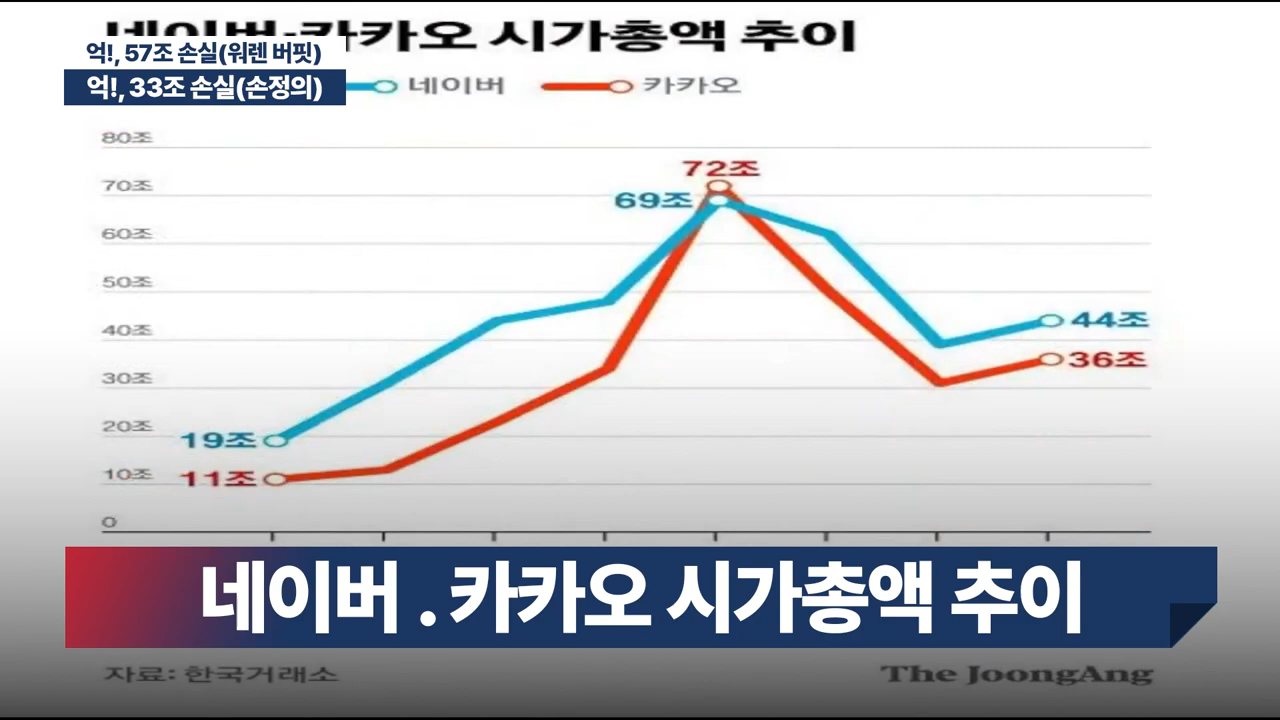 네이버·카카오 시가총액 추이
억!, 57조 손실(워렌 버핏)
억!, 33조 손실(손정의)
네이버
카카오
80조
70조
60조
50조
40조
30조
20조
10조
0
72조
69조
44조
36조
19조
11조
네이버 . 카카오 시가총액 추이
자료: 한국거래소
The JoongAng